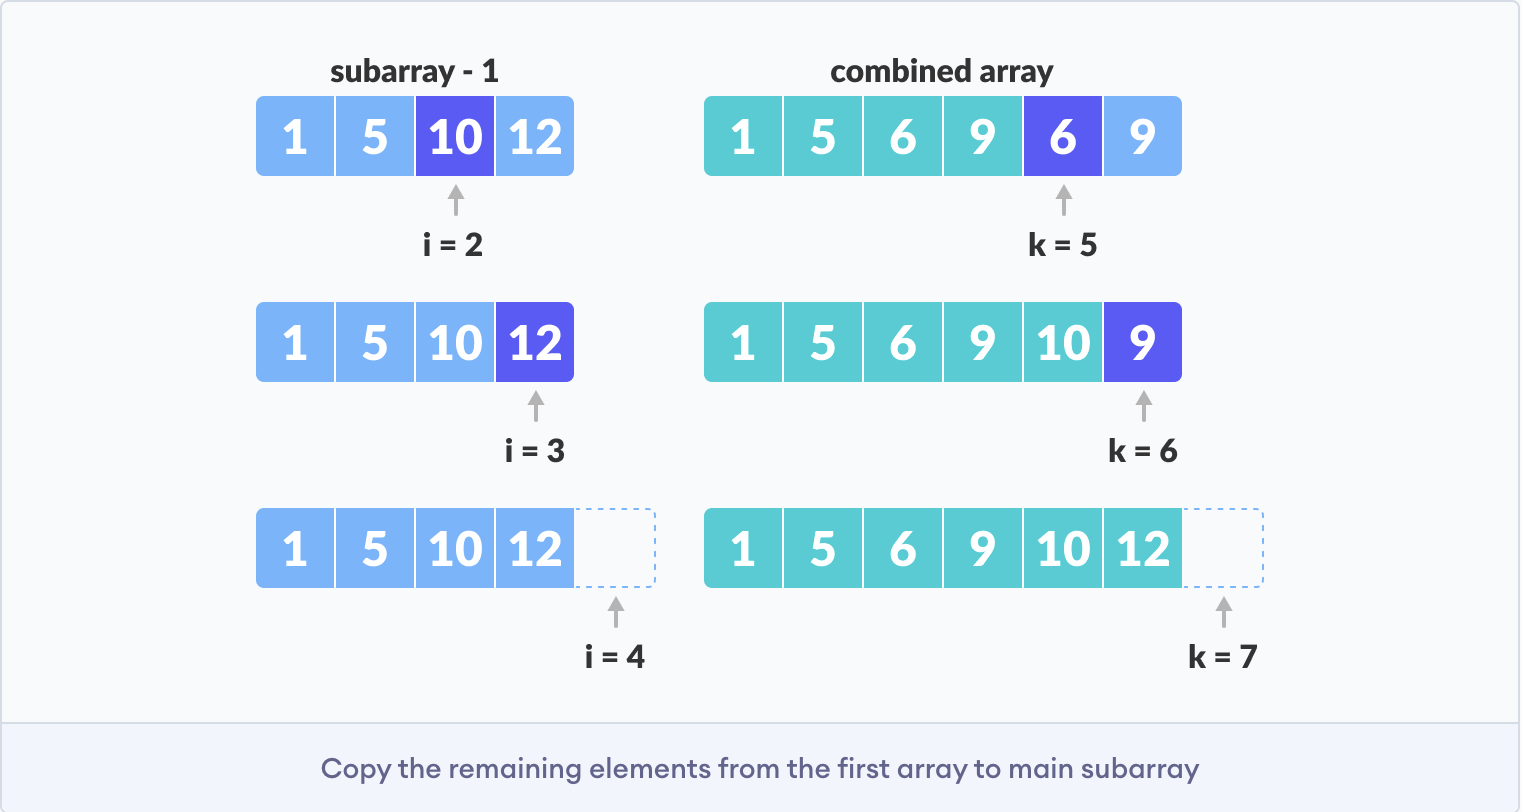 subarray - 1 combined array
1 5 10 12 1 5 6 9 6 9
i = 2 k = 5
1 5 10 12 1 5 6 9 10 9
i = 3 k = 6
1 5 10 12 1 5 6 9 10 12
i = 4 k = 7
Copy the remaining elements from the first array to main subarray